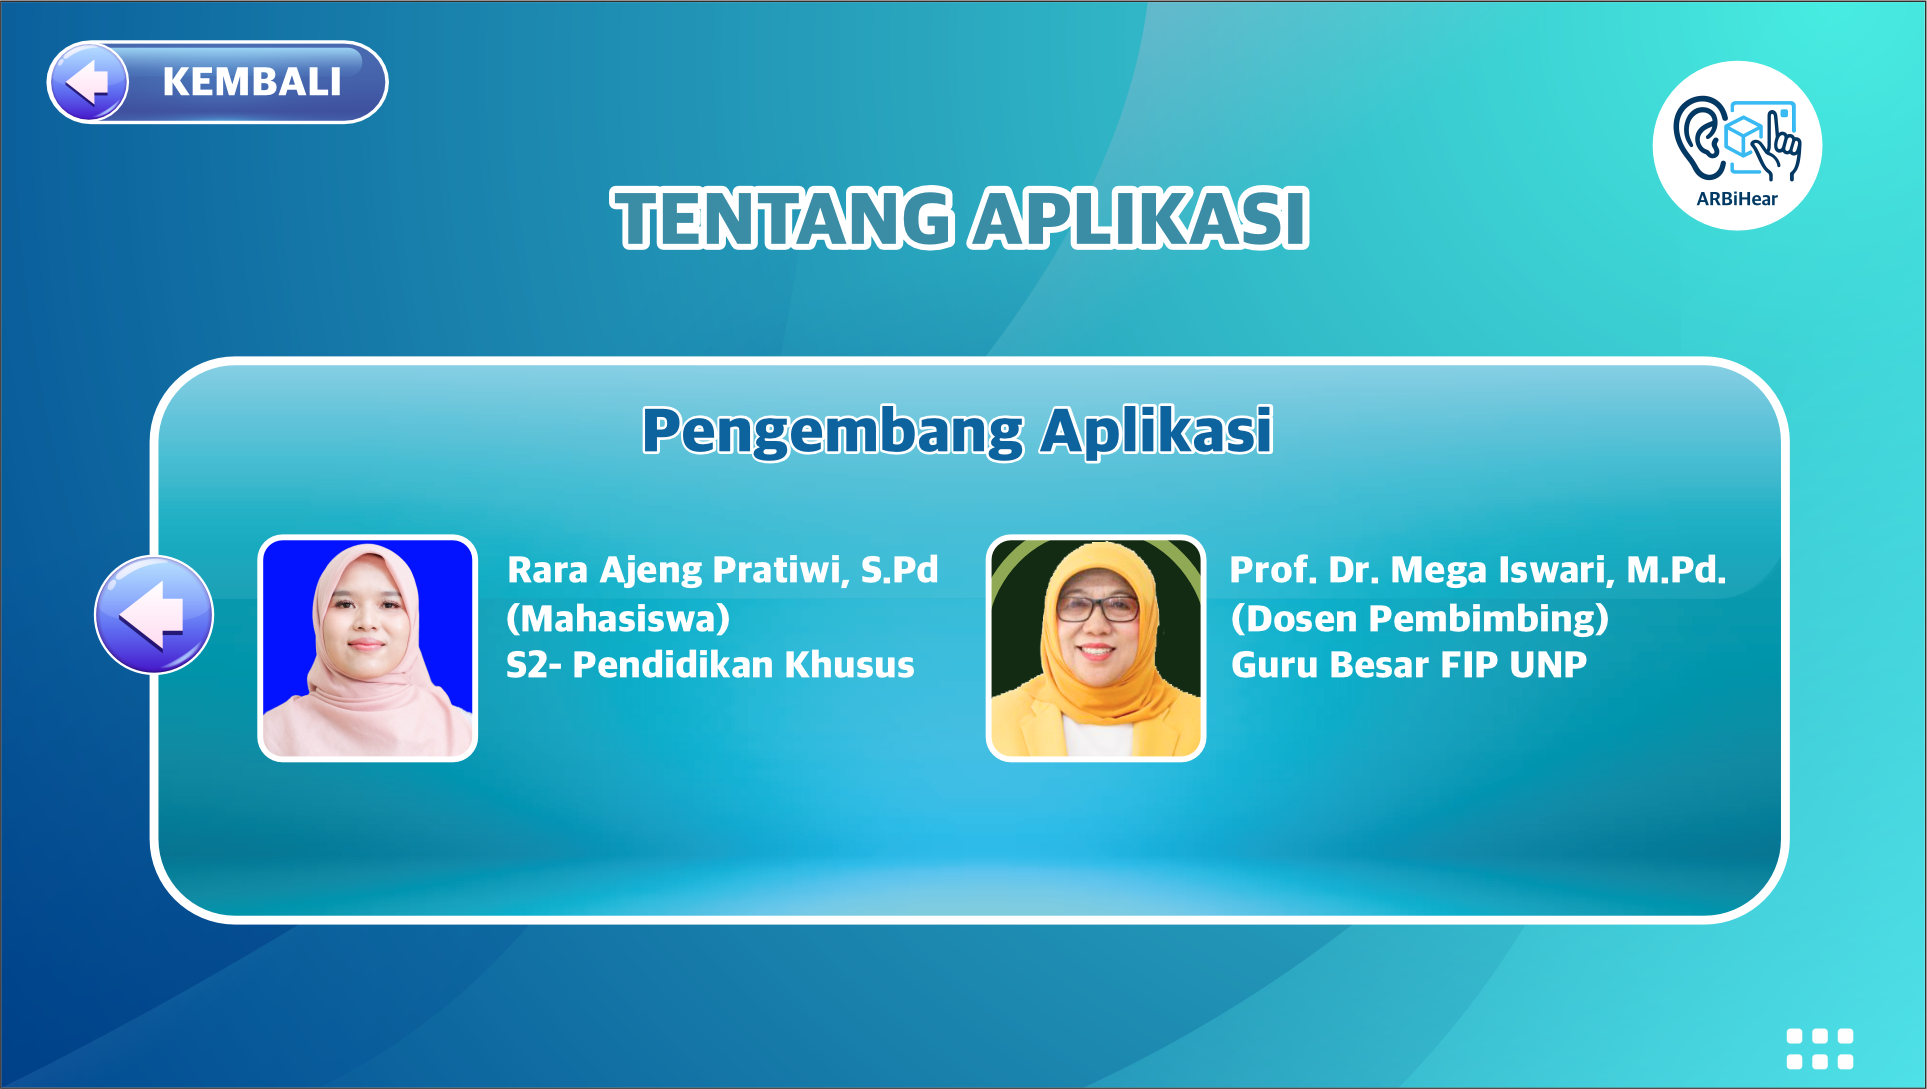 KEMBALI
ARBiHear
TENTANG APLIKASI
Pengembang Aplikasi
Rara Ajeng Pratiwi, S.Pd
(Mahasiswa)
S2- Pendidikan Khusus
Prof. Dr. Mega Iswari, M.Pd.
(Dosen Pembimbing)
Guru Besar FIP UNP